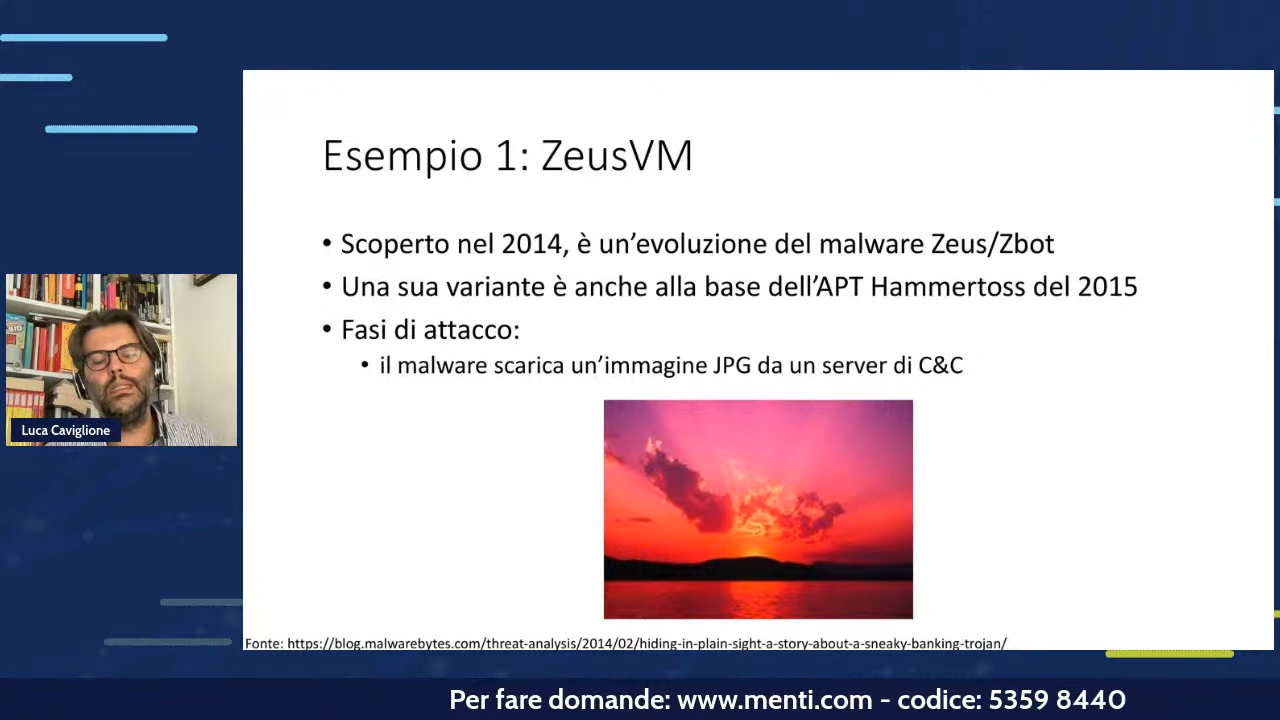 Esempio 1: ZeusVM
• Scoperto nel 2014, è un'evoluzione del malware Zeus/Zbot
• Una sua variante è anche alla base dell'APT Hammertoss del 2015
• Fasi di attacco:
• il malware scarica un'immagine JPG da un server di C&C
Luca Caviglione
Fonte: https://blog.malwarebytes.com/threat-analysis/2014/02/hiding-in-plain-sight-a-story-about-a-sneaky-banking-trojan/
Per fare domande: www.menti.com - codice: 5359 8440